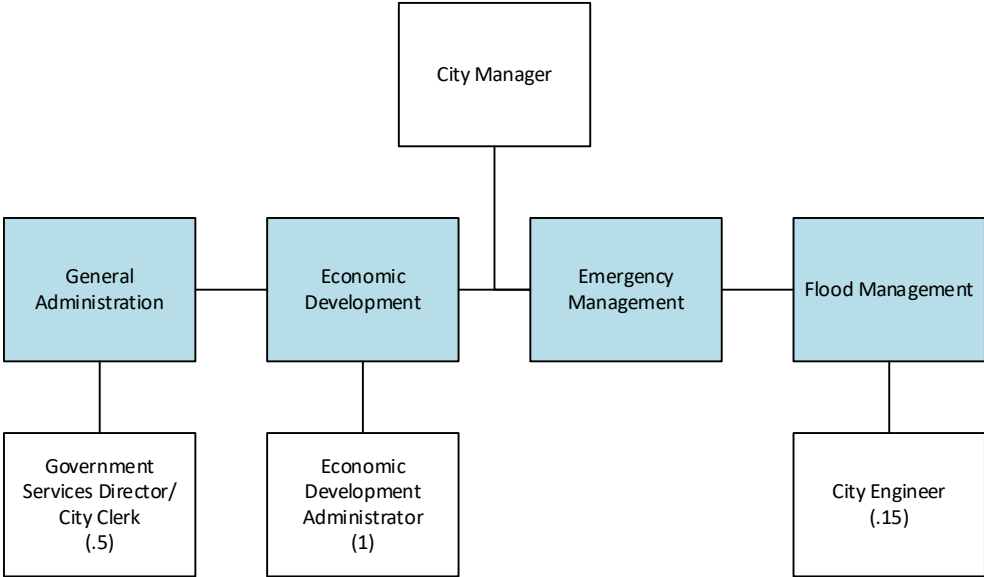 City Manager
General
Administration
Economic
Development
Emergency
Management
Flood Management
Government
Services Director/
City Clerk
(.5)
Economic
Development
Administrator
(1)
City Engineer
(.15)